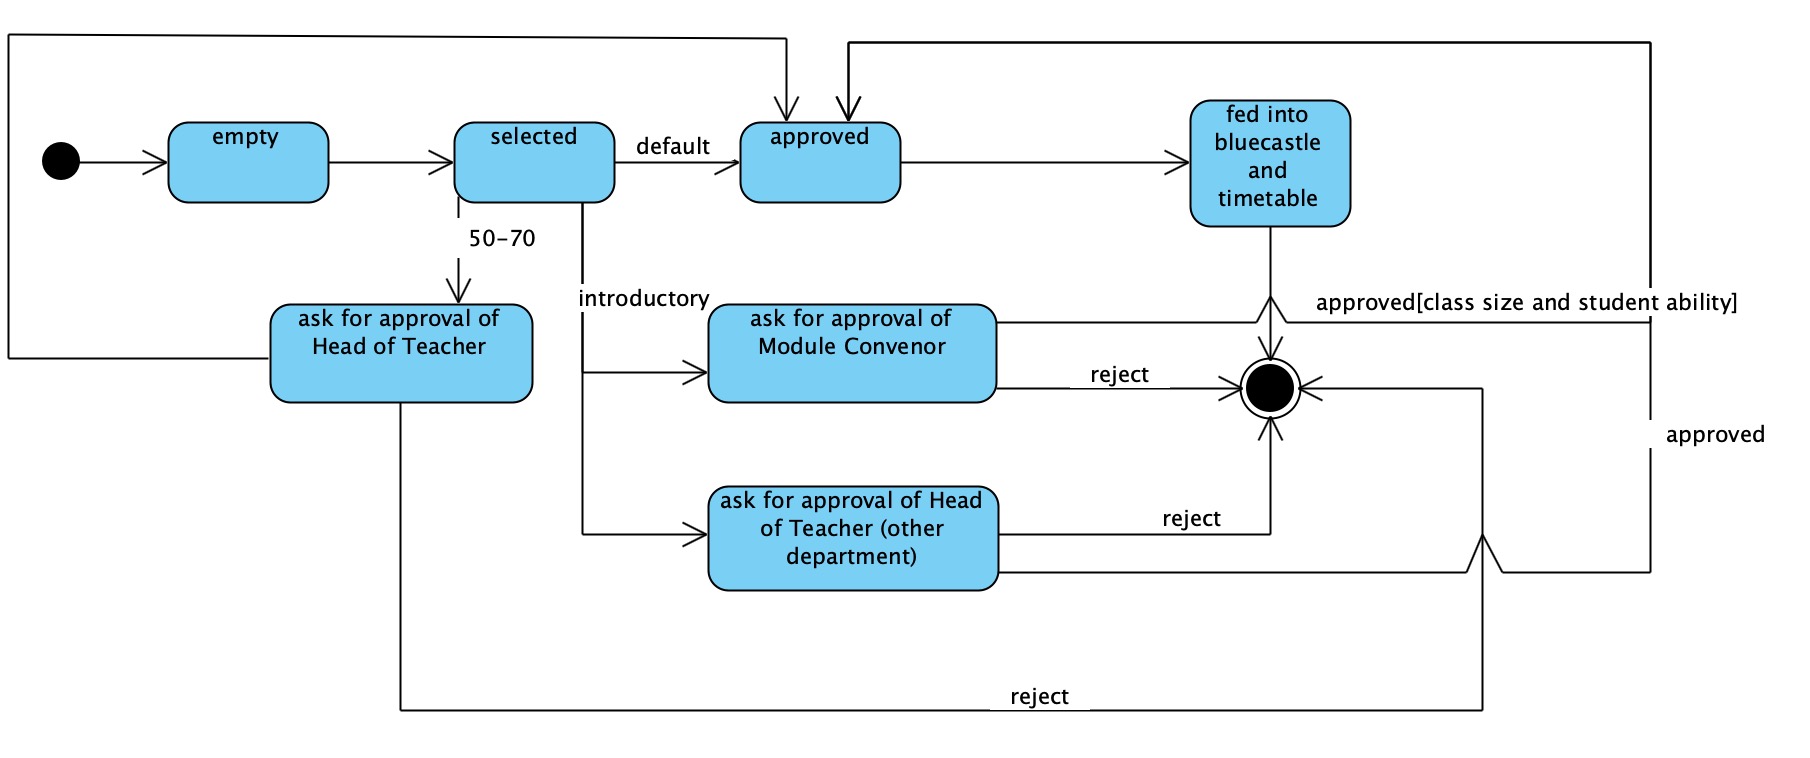 empty
selected
default
approved
fed into
bluecastle
and
timetable
50-70
introductory
ask for approval of
Head of Teacher
ask for approval of
Module Convenor
approved[class size and student ability]
reject
approved
ask for approval of Head
of Teacher (other
department)
reject
reject